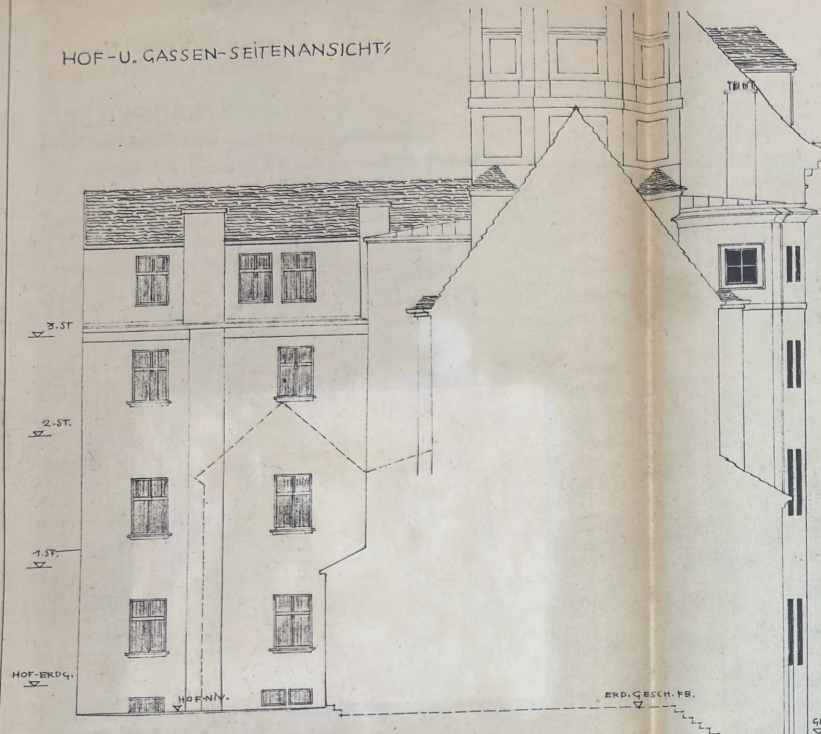 HOF-U. GASSEN-SEITENANSICHT
3.ST
2.ST.
1.ST.
HOF-ERDG.
HOF-NIV.
ERD.GESCH.FB.